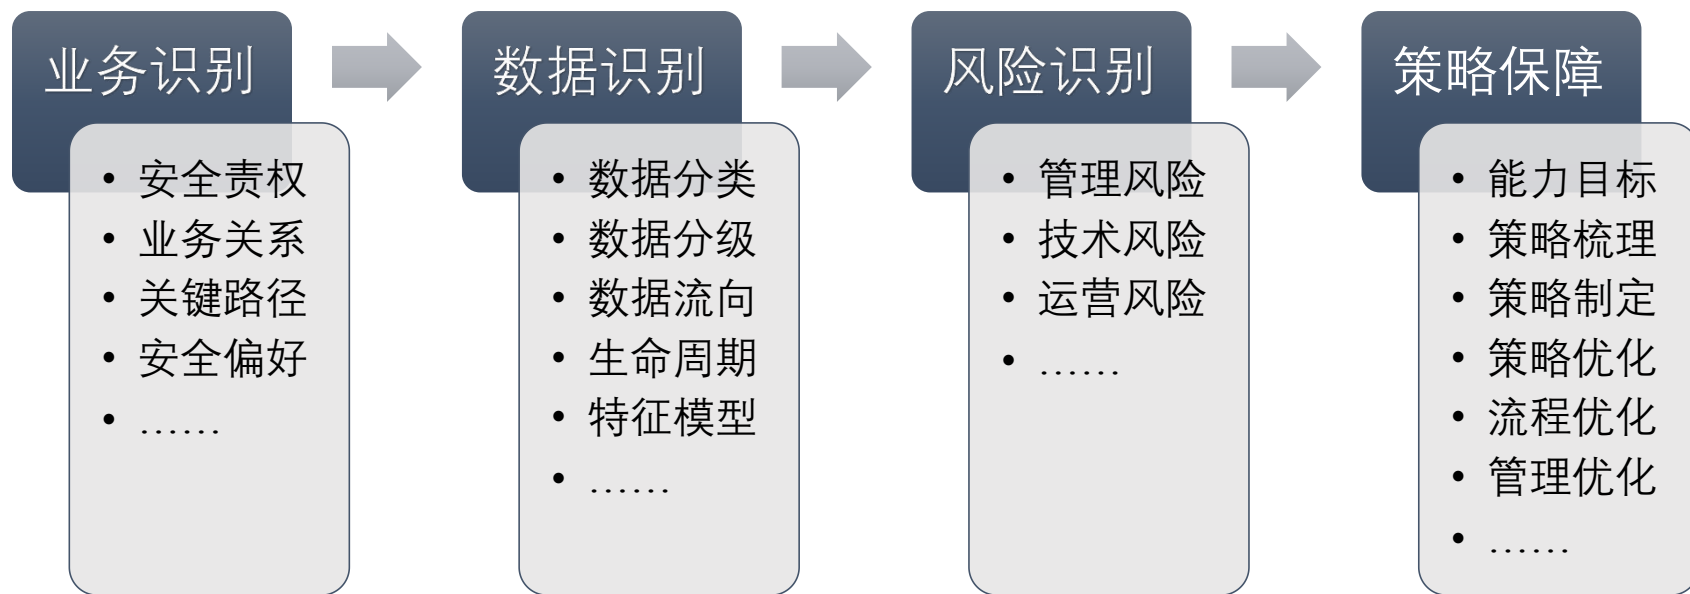 业务识别
• 安全责权
• 业务关系
• 关键路径
• 安全偏好
• ……
数据识别
• 数据分类
• 数据分级
• 数据流向
• 生命周期
• 特征模型
• ……
风险识别
• 管理风险
• 技术风险
• 运营风险
• ……
策略保障
• 能力目标
• 策略梳理
• 策略制定
• 策略优化
• 流程优化
• 管理优化
• ……